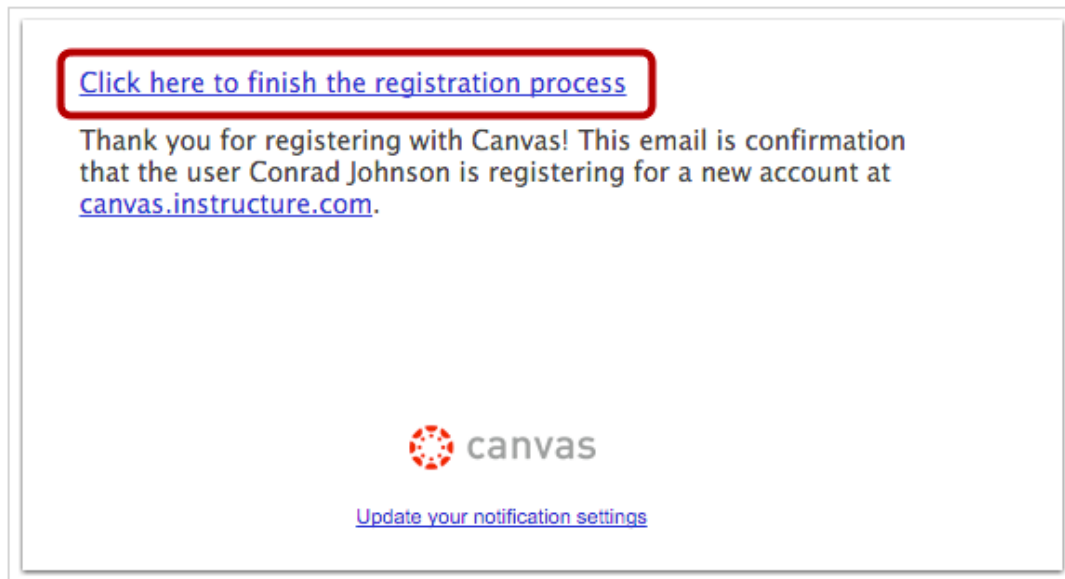 Click here to finish the registration process
Thank you for registering with Canvas! This email is confirmation
that the user Conrad Johnson is registering for a new account at
canvas.instructure.com.
canvas
Update your notification settings